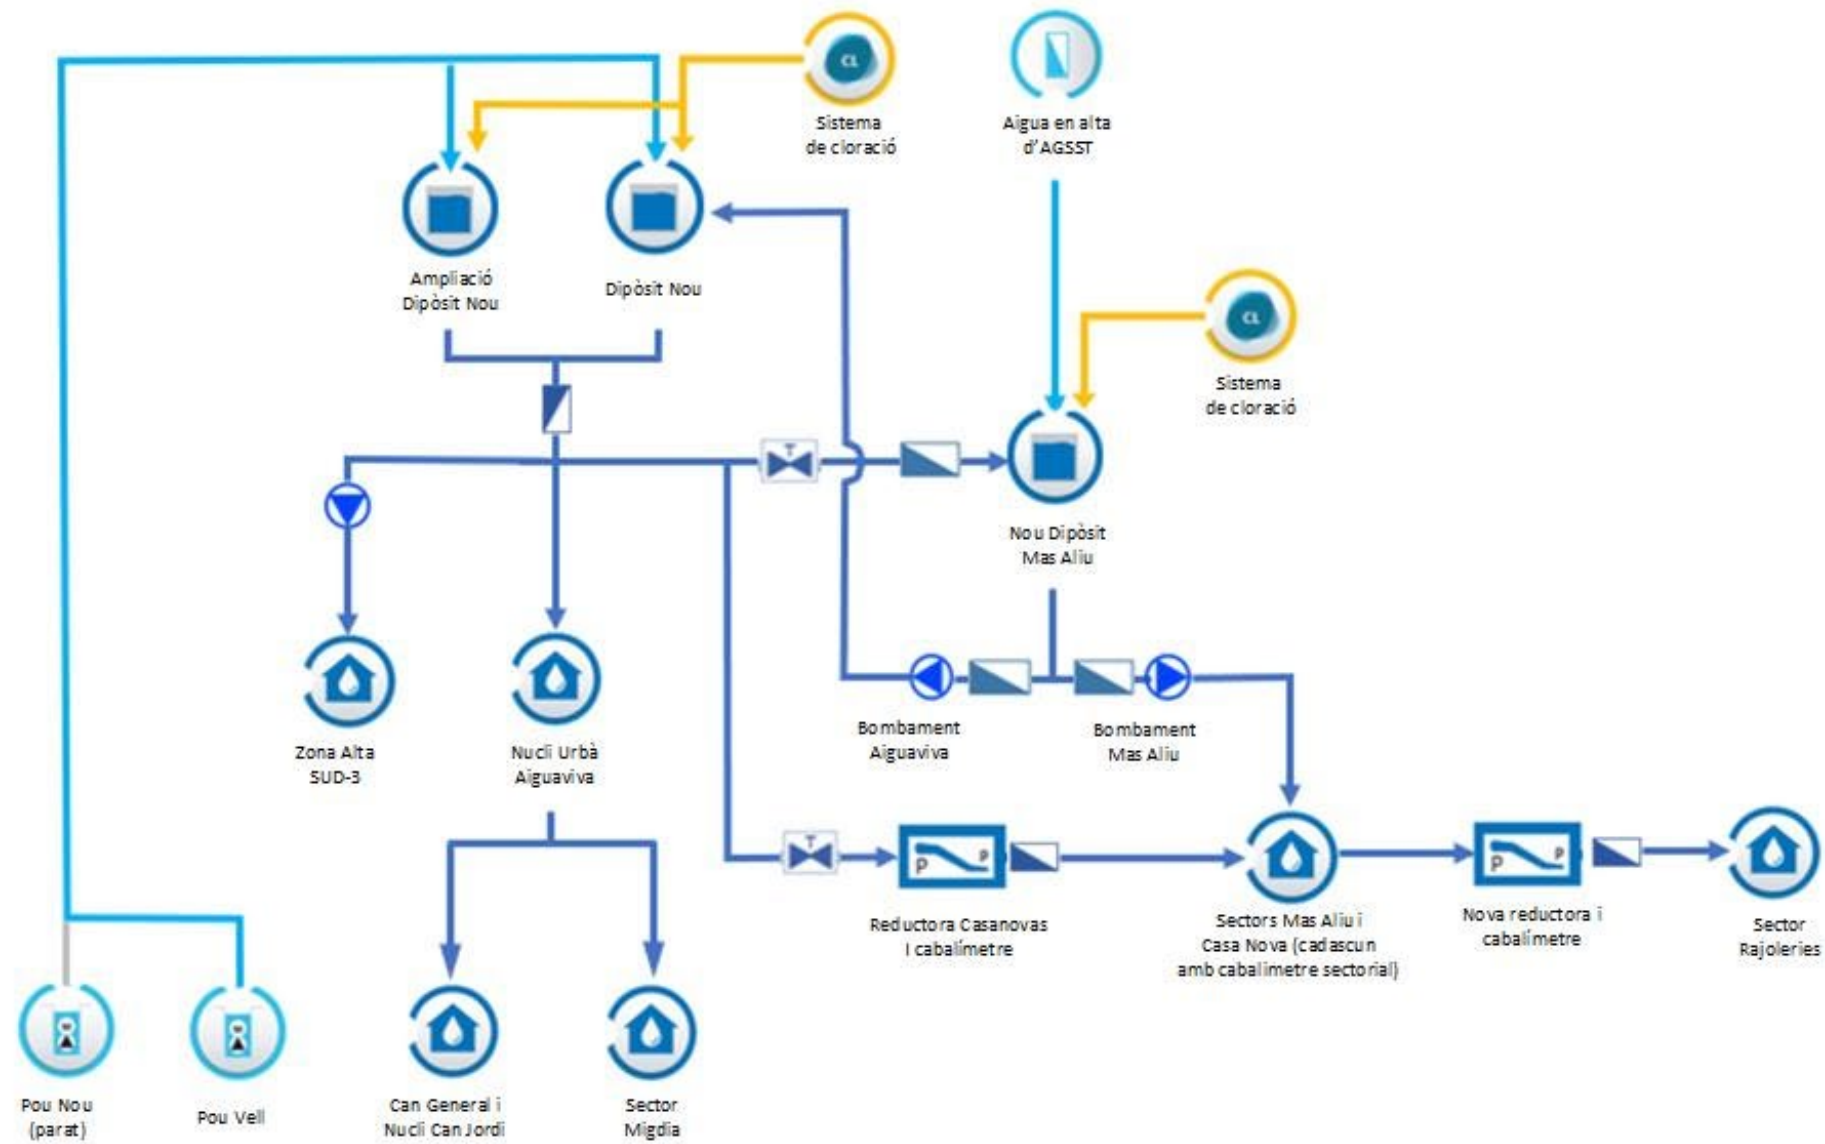 CL
Sistema
de cloració
Aigua en alta
d'AGSST
Ampliació
Dipòsit Nou
Dipòsit Nou
CL
Sistema
de cloració
T
Nou Dipòsit
Mas Aliu
Zona Alta
SUD-3
Nucli Urbà
Aiguaviva
Bombament
Aiguaviva
Bombament
Mas Aliu
T
P
P
P
P
Reductora Casanovas
I cabalímetre
Sectors Mas Aliu i
Casa Nova (cadascun
amb cabalimetre sectorial)
Nova reductora i
cabalímetre
Sector
Rajoleries
Pou Nou
(parat)
Pou Vell
Can General i
Nucli Can Jordi
Sector
Migdia